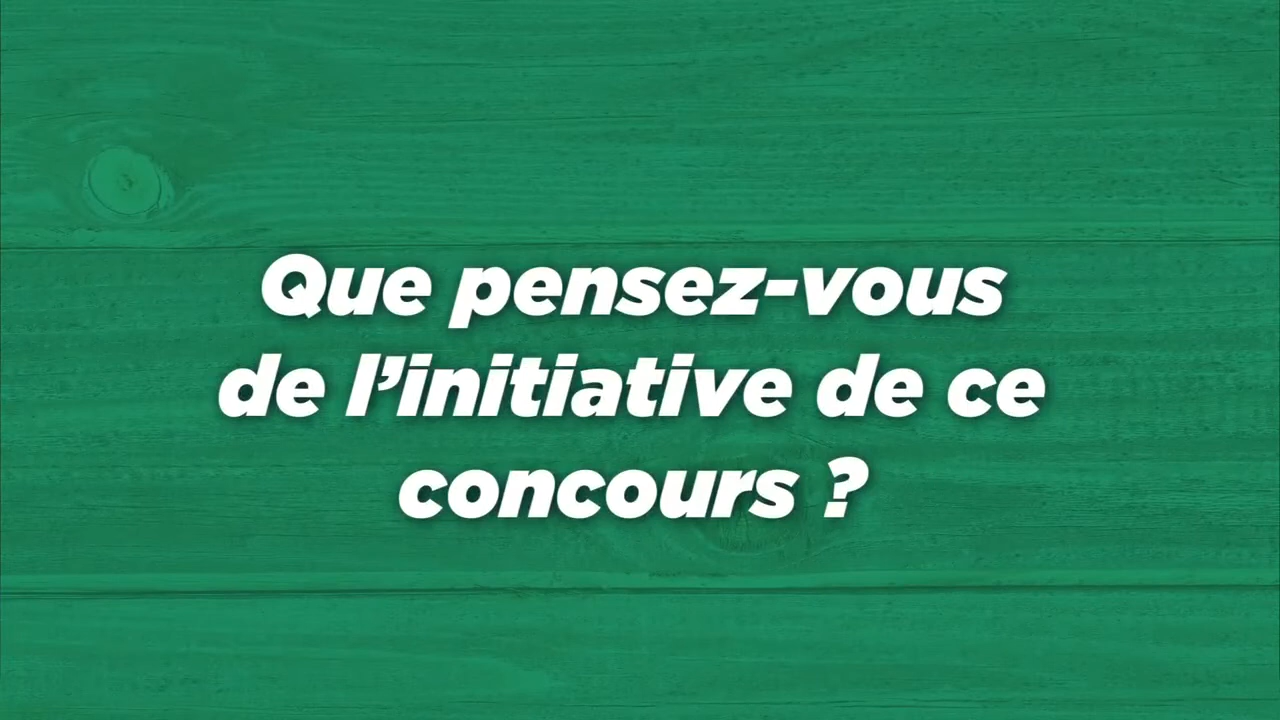 Que pensez-vous
de l’initiative de ce
concours ?